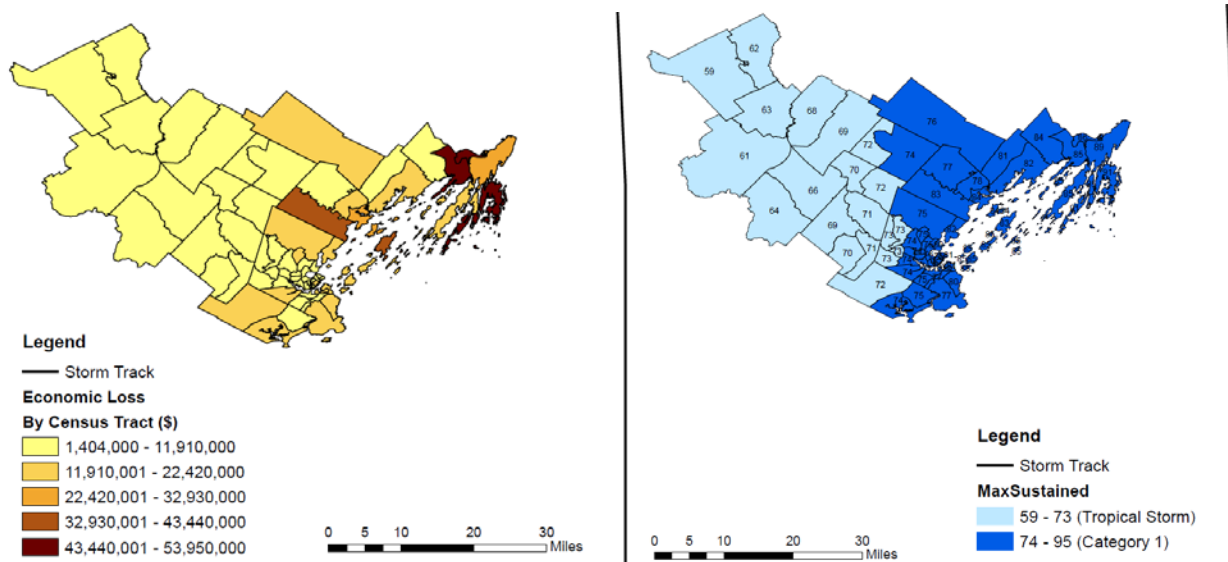 Legend
Storm Track
Economic Loss
By Census Tract ($)
1,404,000 - 11,910,000
11,910,001 - 22,420,000
22,420,001 - 32,930,000
32,930,001 - 43,440,000
43,440,001 - 53,950,000
0 5 10 20 30
Miles
62
59
63
68
76
69
84
72
74
89
61
81
85
77
82
70
78
66
72
83
64
71
75
69
73
73
71
70
73
74
72
75
77
Legend
Storm Track
MaxSustained
59 - 73 (Tropical Storm)
74 - 95 (Category 1)
0 5 10 20 30
Miles